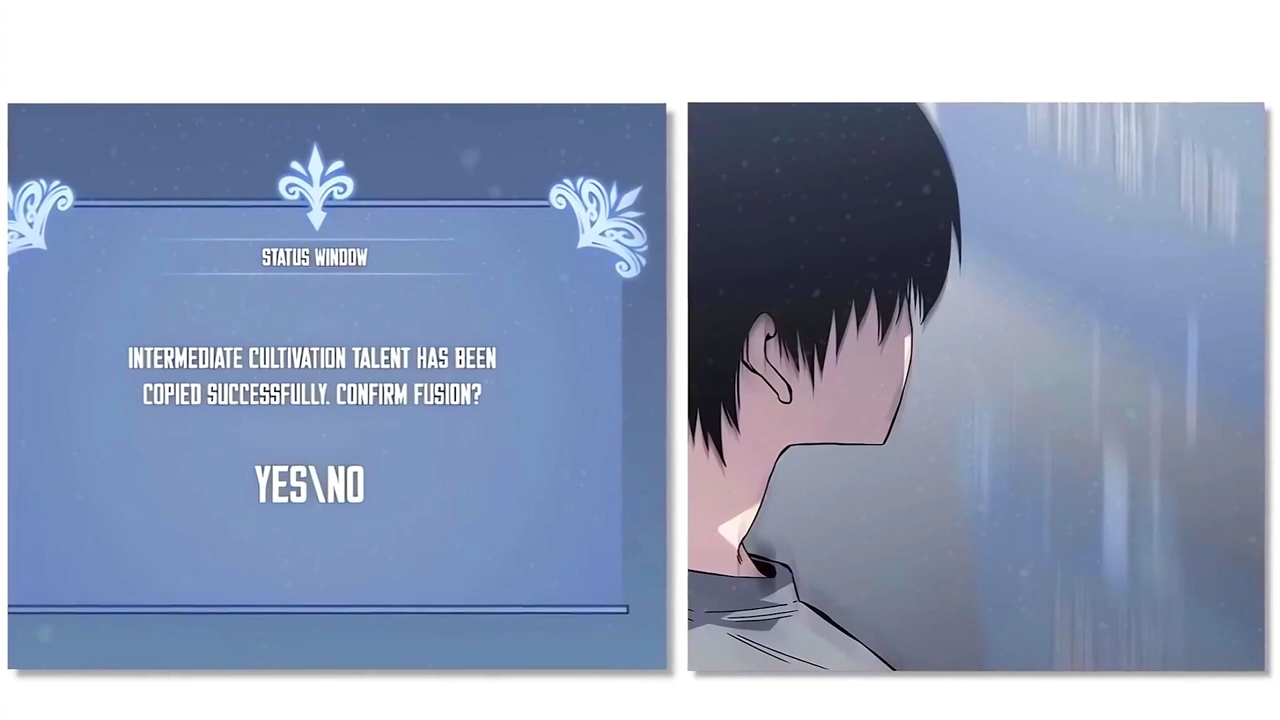 STATUS WINDOW
INTERMEDIATE CULTIVATION TALENT HAS BEEN
COPIED SUCCESSFULLY. CONFIRM FUSION?
YES\NO